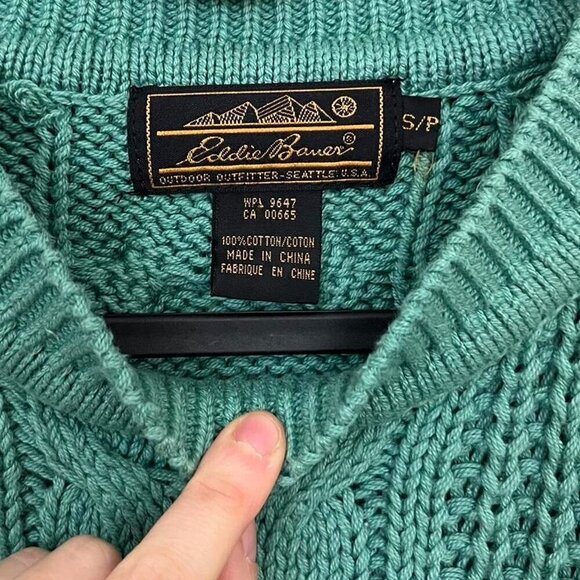 Eddie Bauer®
S/P
OUTDOOR OUTFITTER-SEATTLE U.S.A.
WPL 9647
CA 00665
100% COTTON/COTON
MADE IN CHINA
FABRIQUE EN CHINE